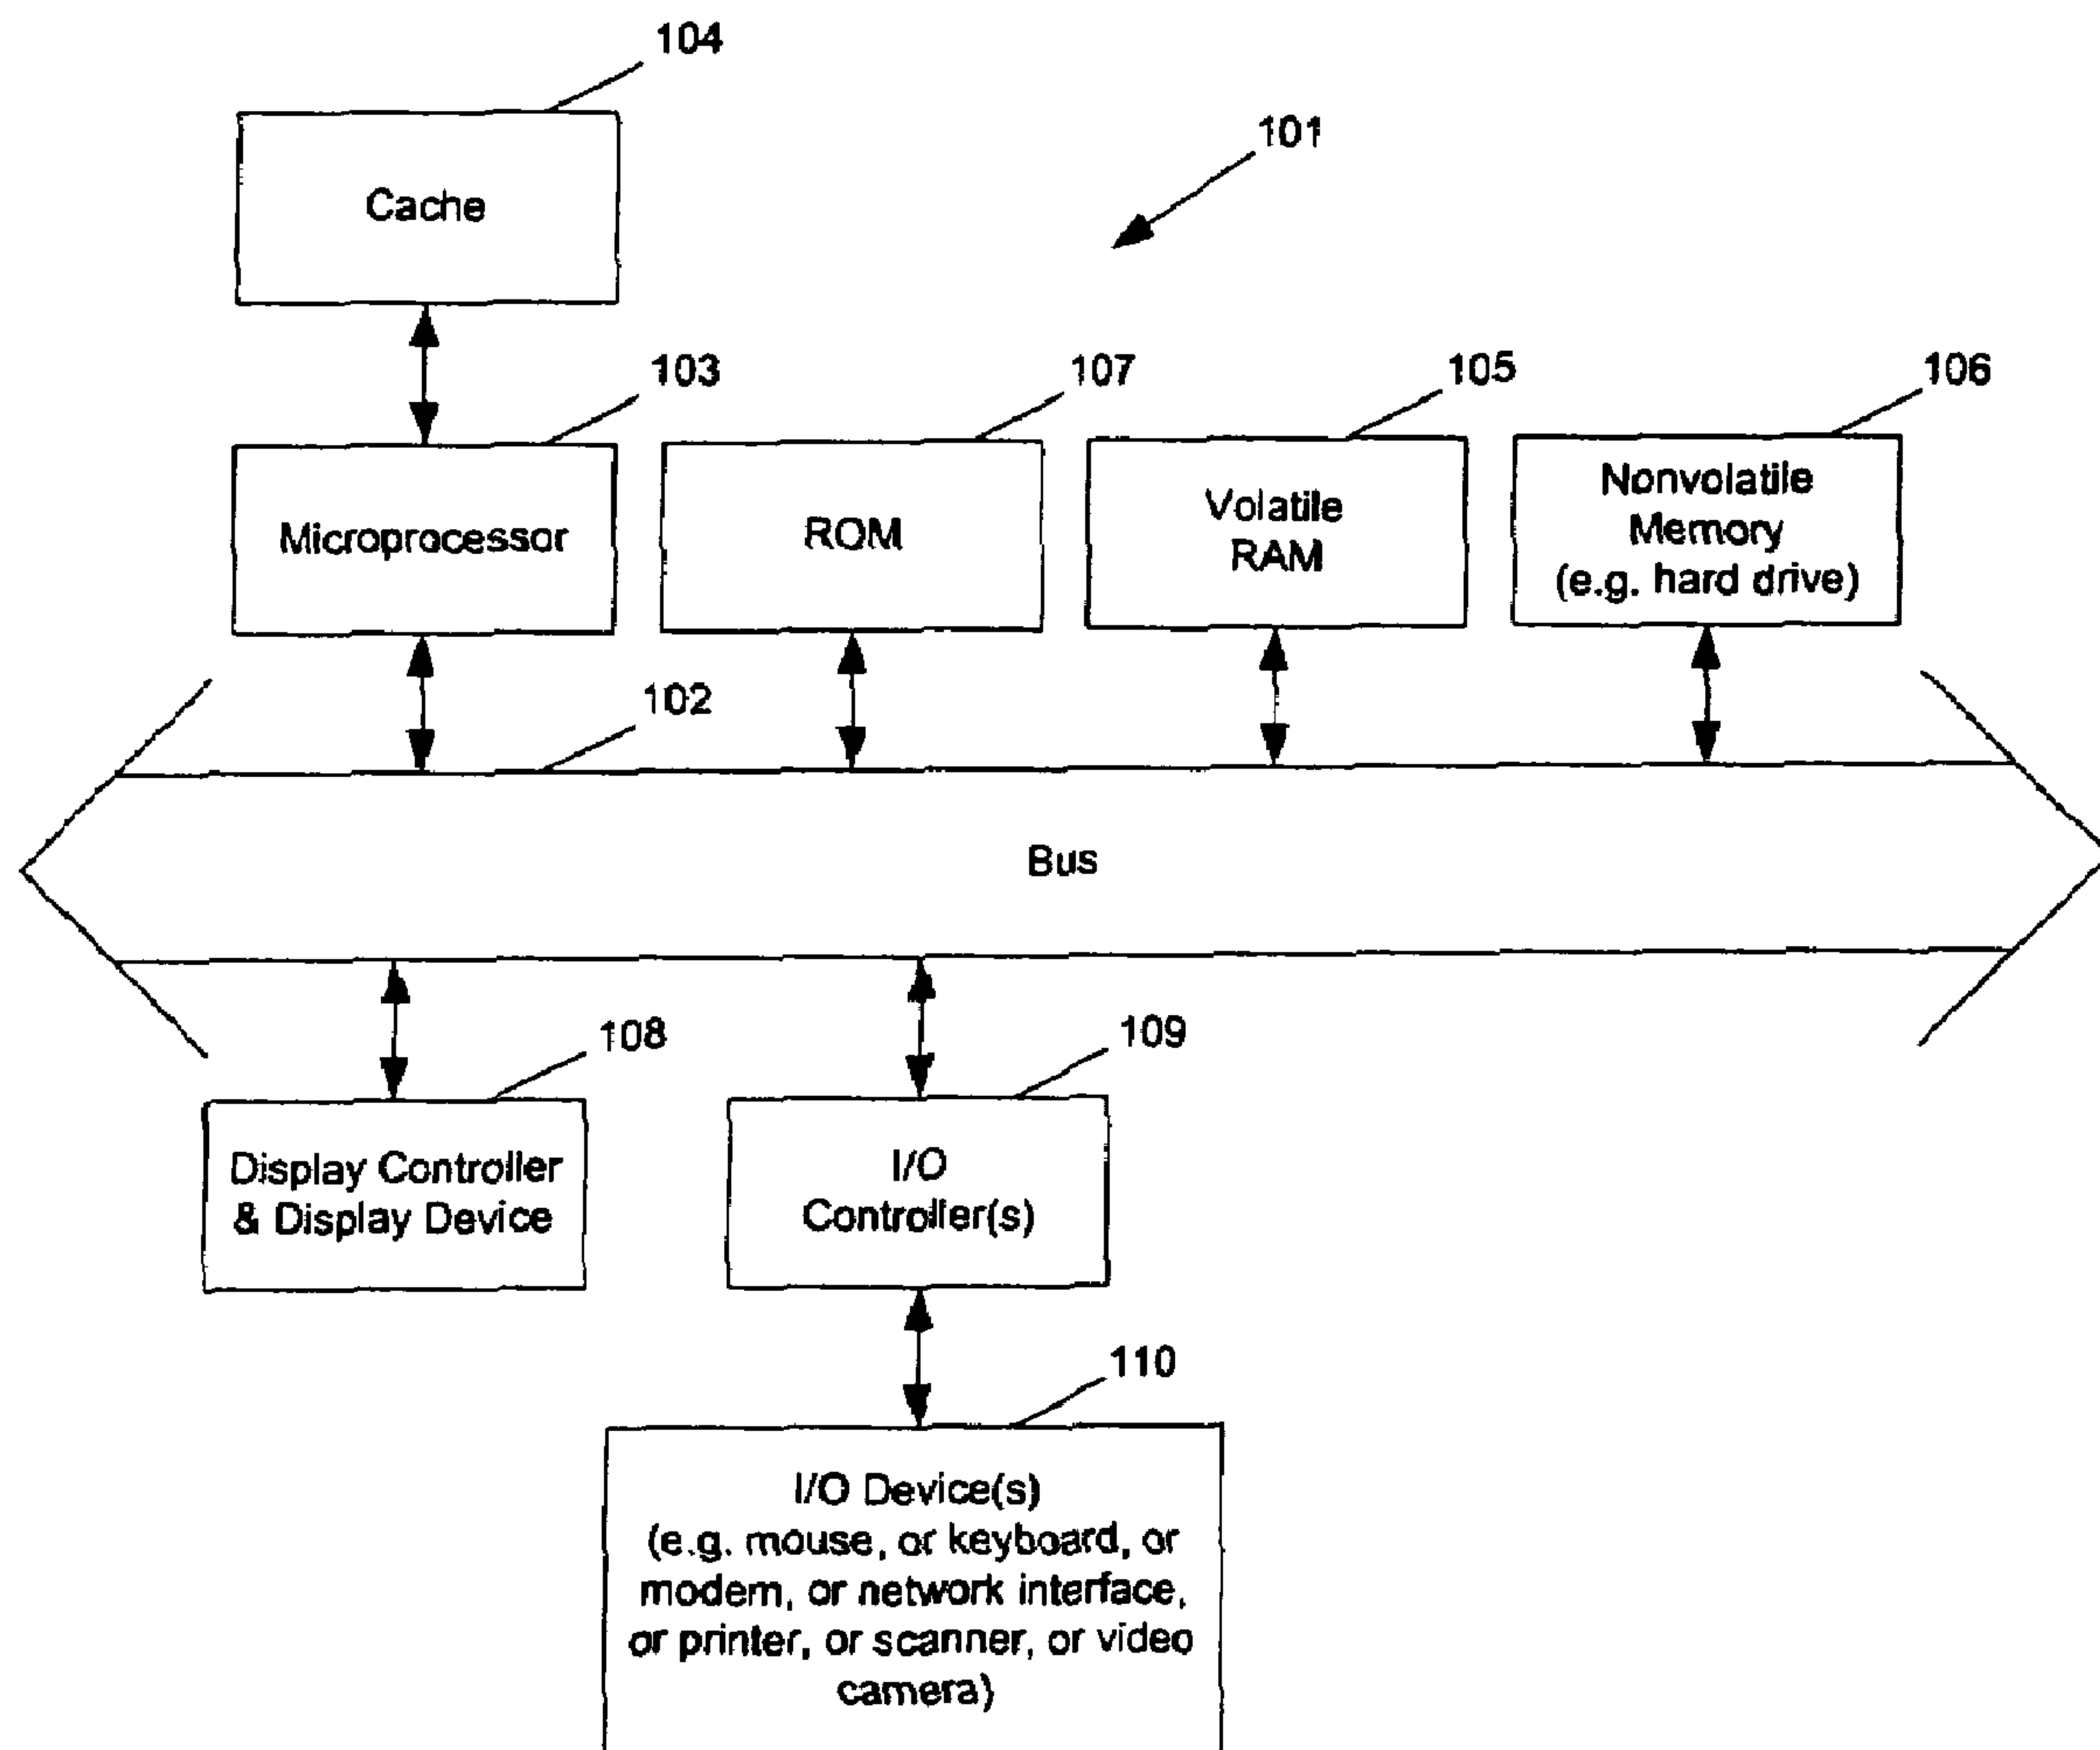 104
101
Cache
103
107
105
106
Microprocessor
ROM
Volatile
RAM
Nonvolatile
Memory
(e.g. hard drive)
102
Bus
108
109
Display Controller
& Display Device
I/O
Controller(s)
110
I/O Device(s)
(e.g. mouse, or keyboard, or
modem, or network interface,
or printer, or scanner, or video
camera)